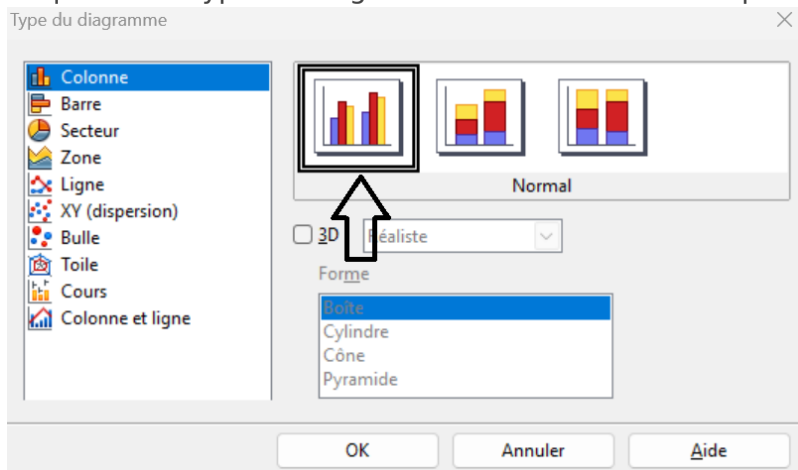 Type du diagramme
Colonne
Barre
Secteur
Zone
Ligne
XY (dispersion)
Bulle
Toile
Cours
Colonne et ligne
Normal
3D
Réaliste
Forme
Boîte
Cylindre
Cône
Pyramide
OK
Annuler
Aide